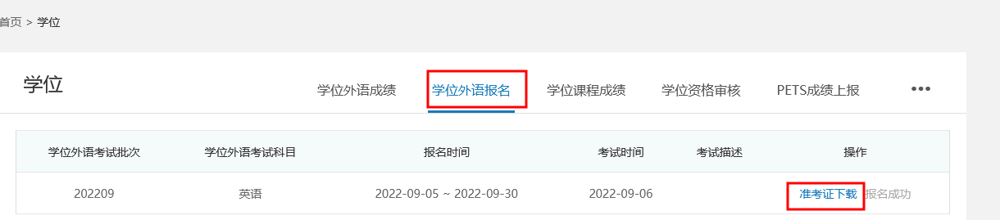 首页 > 学位
学位 学位外语成绩 学位外语报名 学位课程成绩 学位资格审核 PETS成绩上报 •••
学位外语考试批次 学位外语考试科目 报名时间 考试时间 考试描述 操作
202209 英语 2022-09-05 ~ 2022-09-30 2022-09-06 准考证下载 报名成功